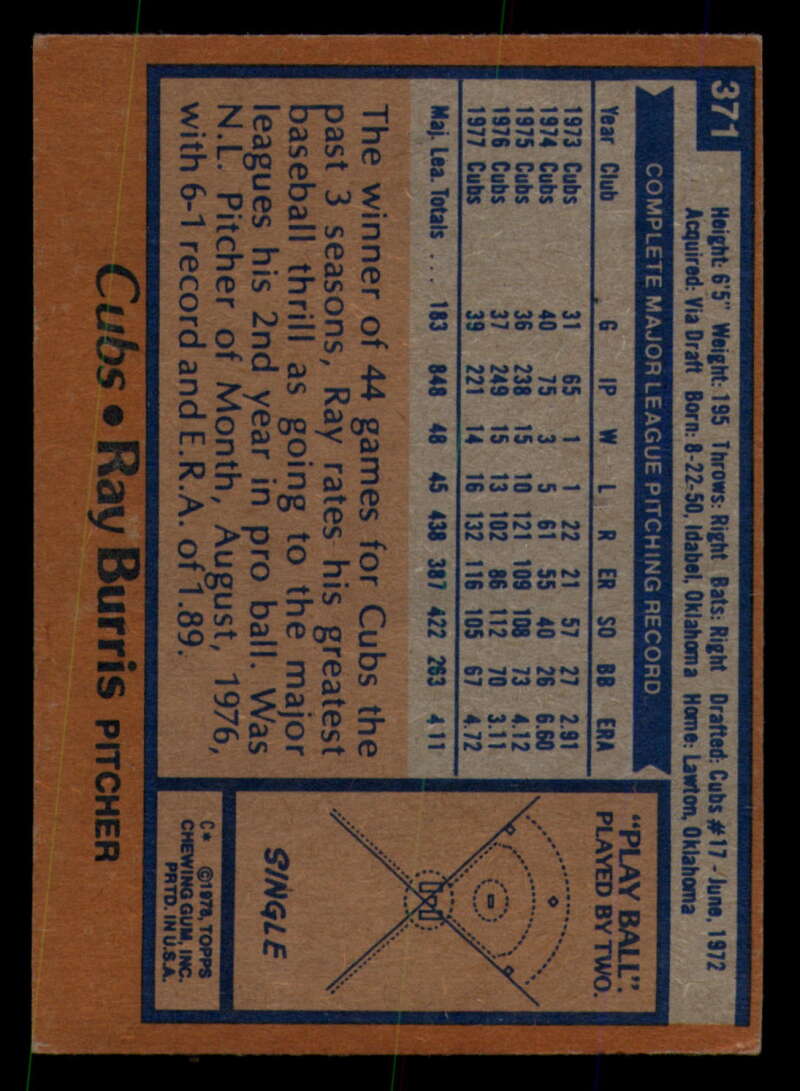 371
Height: 6'5" Weight: 195 Throws: Right Bats: Right Drafted: Cubs #17 - June, 1972
Acquired: Via Draft Born: 8-22-50, Idabel, Oklahoma Home: Lawton, Oklahoma
COMPLETE MAJOR LEAGUE PITCHING RECORD
Year Club G IP W L R ER SO BB ERA
1973 Cubs 31 65 1 1 22 21 57 27 2.91
1974 Cubs 40 75 3 5 61 55 40 26 6.60
1975 Cubs 36 238 15 10 121 109 108 73 4.12
1976 Cubs 37 249 15 13 102 86 112 70 3.11
1977 Cubs 39 221 14 16 132 116 105 67 4.72
Maj. Lea. Totals ... 183 848 48 45 438 387 422 263 4.11
The winner of 44 games for Cubs the
past 3 seasons, Ray rates his greatest
baseball thrill as going to the major
leagues his 2nd year in pro ball. Was
N.L. Pitcher of Month, August, 1976,
with 6-1 record and E.R.A. of 1.89.
Cubs • Ray Burris PITCHER
"PLAY BALL":
PLAYED BY TWO.
SINGLE
C* ©1978, TOPPS
CHEWING GUM, INC.
PRTD. IN U.S.A.